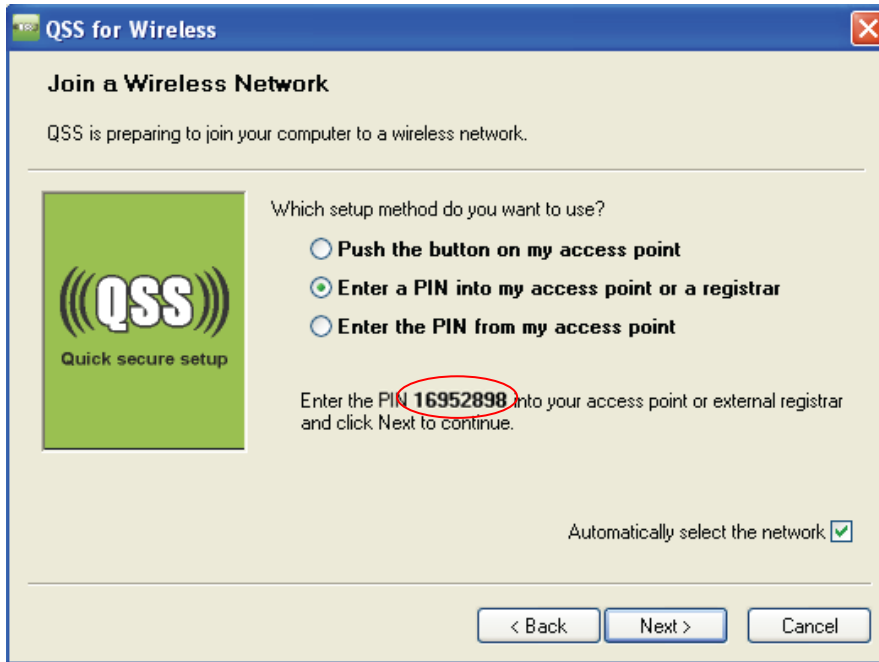 QSS for Wireless
Join a Wireless Network
QSS is preparing to join your computer to a wireless network.
Which setup method do you want to use?
Push the button on my access point
Enter a PIN into my access point or a registrar
Enter the PIN from my access point
(((QSS)))
Quick secure setup
Enter the PIN 16952898 into your access point or external registrar
and click Next to continue.
Automatically select the network
< Back
Next >
Cancel